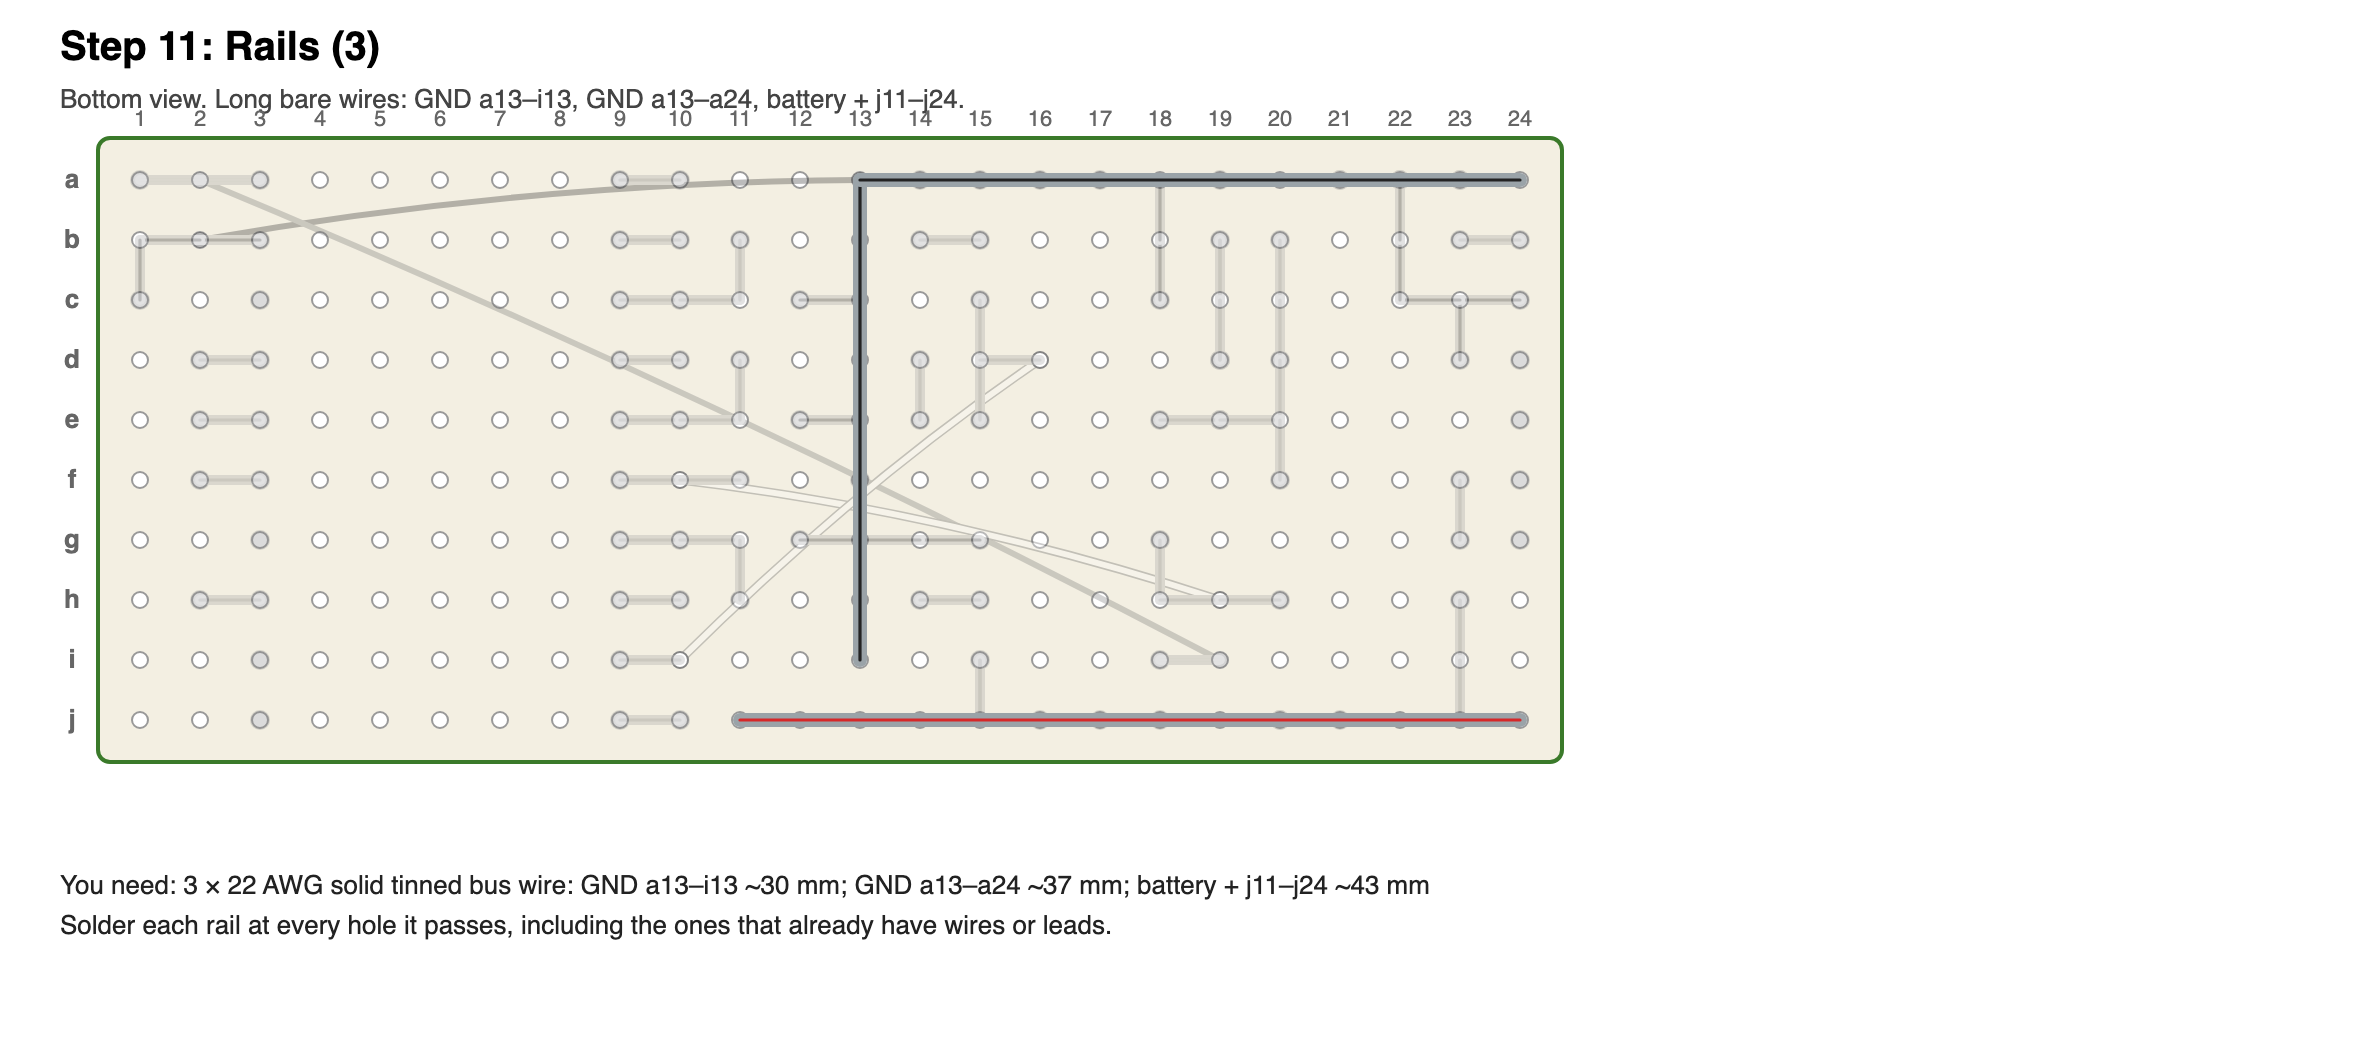 Step 11: Rails (3)
Bottom view. Long bare wires: GND a13–i13, GND a13–a24, battery + j11–j24.
1 2 3 4 5 6 7 8 9 10 11 12 13 14 15 16 17 18 19 20 21 22 23 24
a
b
c
d
e
f
g
h
i
j
You need: 3 × 22 AWG solid tinned bus wire: GND a13–i13 ~30 mm; GND a13–a24 ~37 mm; battery + j11–j24 ~43 mm
Solder each rail at every hole it passes, including the ones that already have wires or leads.